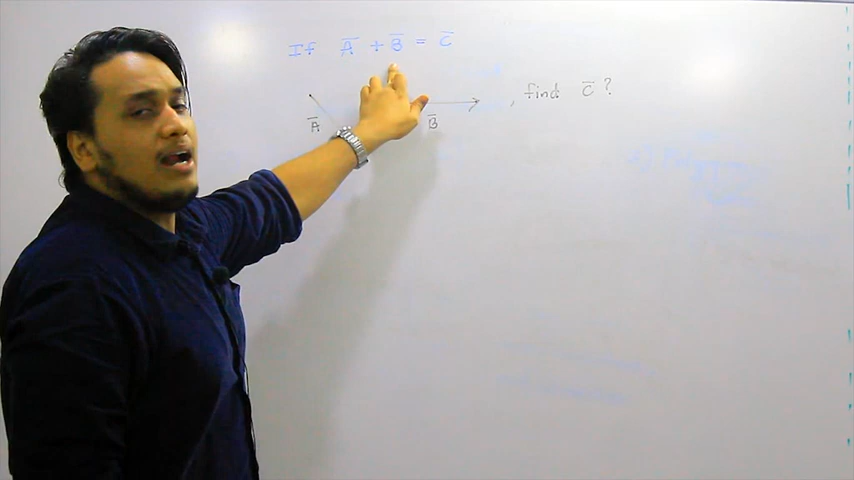 If A̅ + B̅ = C̅
, find C̅ ?
A̅ B̅